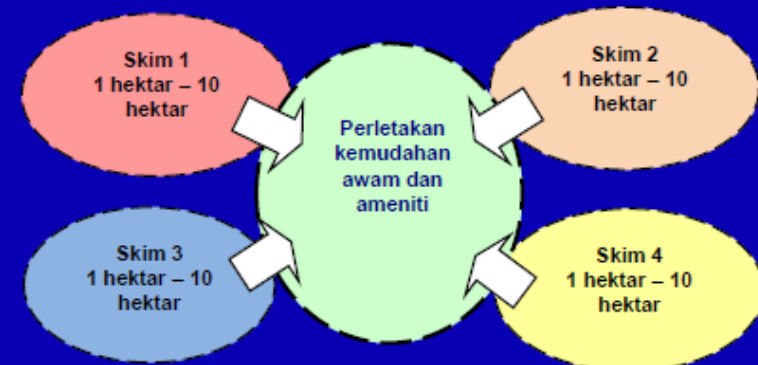 Skim 1
1 hektar – 10
hektar
Skim 2
1 hektar – 10
hektar
Perletakan
kemudahan
awam dan
ameniti
Skim 3
1 hektar – 10
hektar
Skim 4
1 hektar – 10
hektar